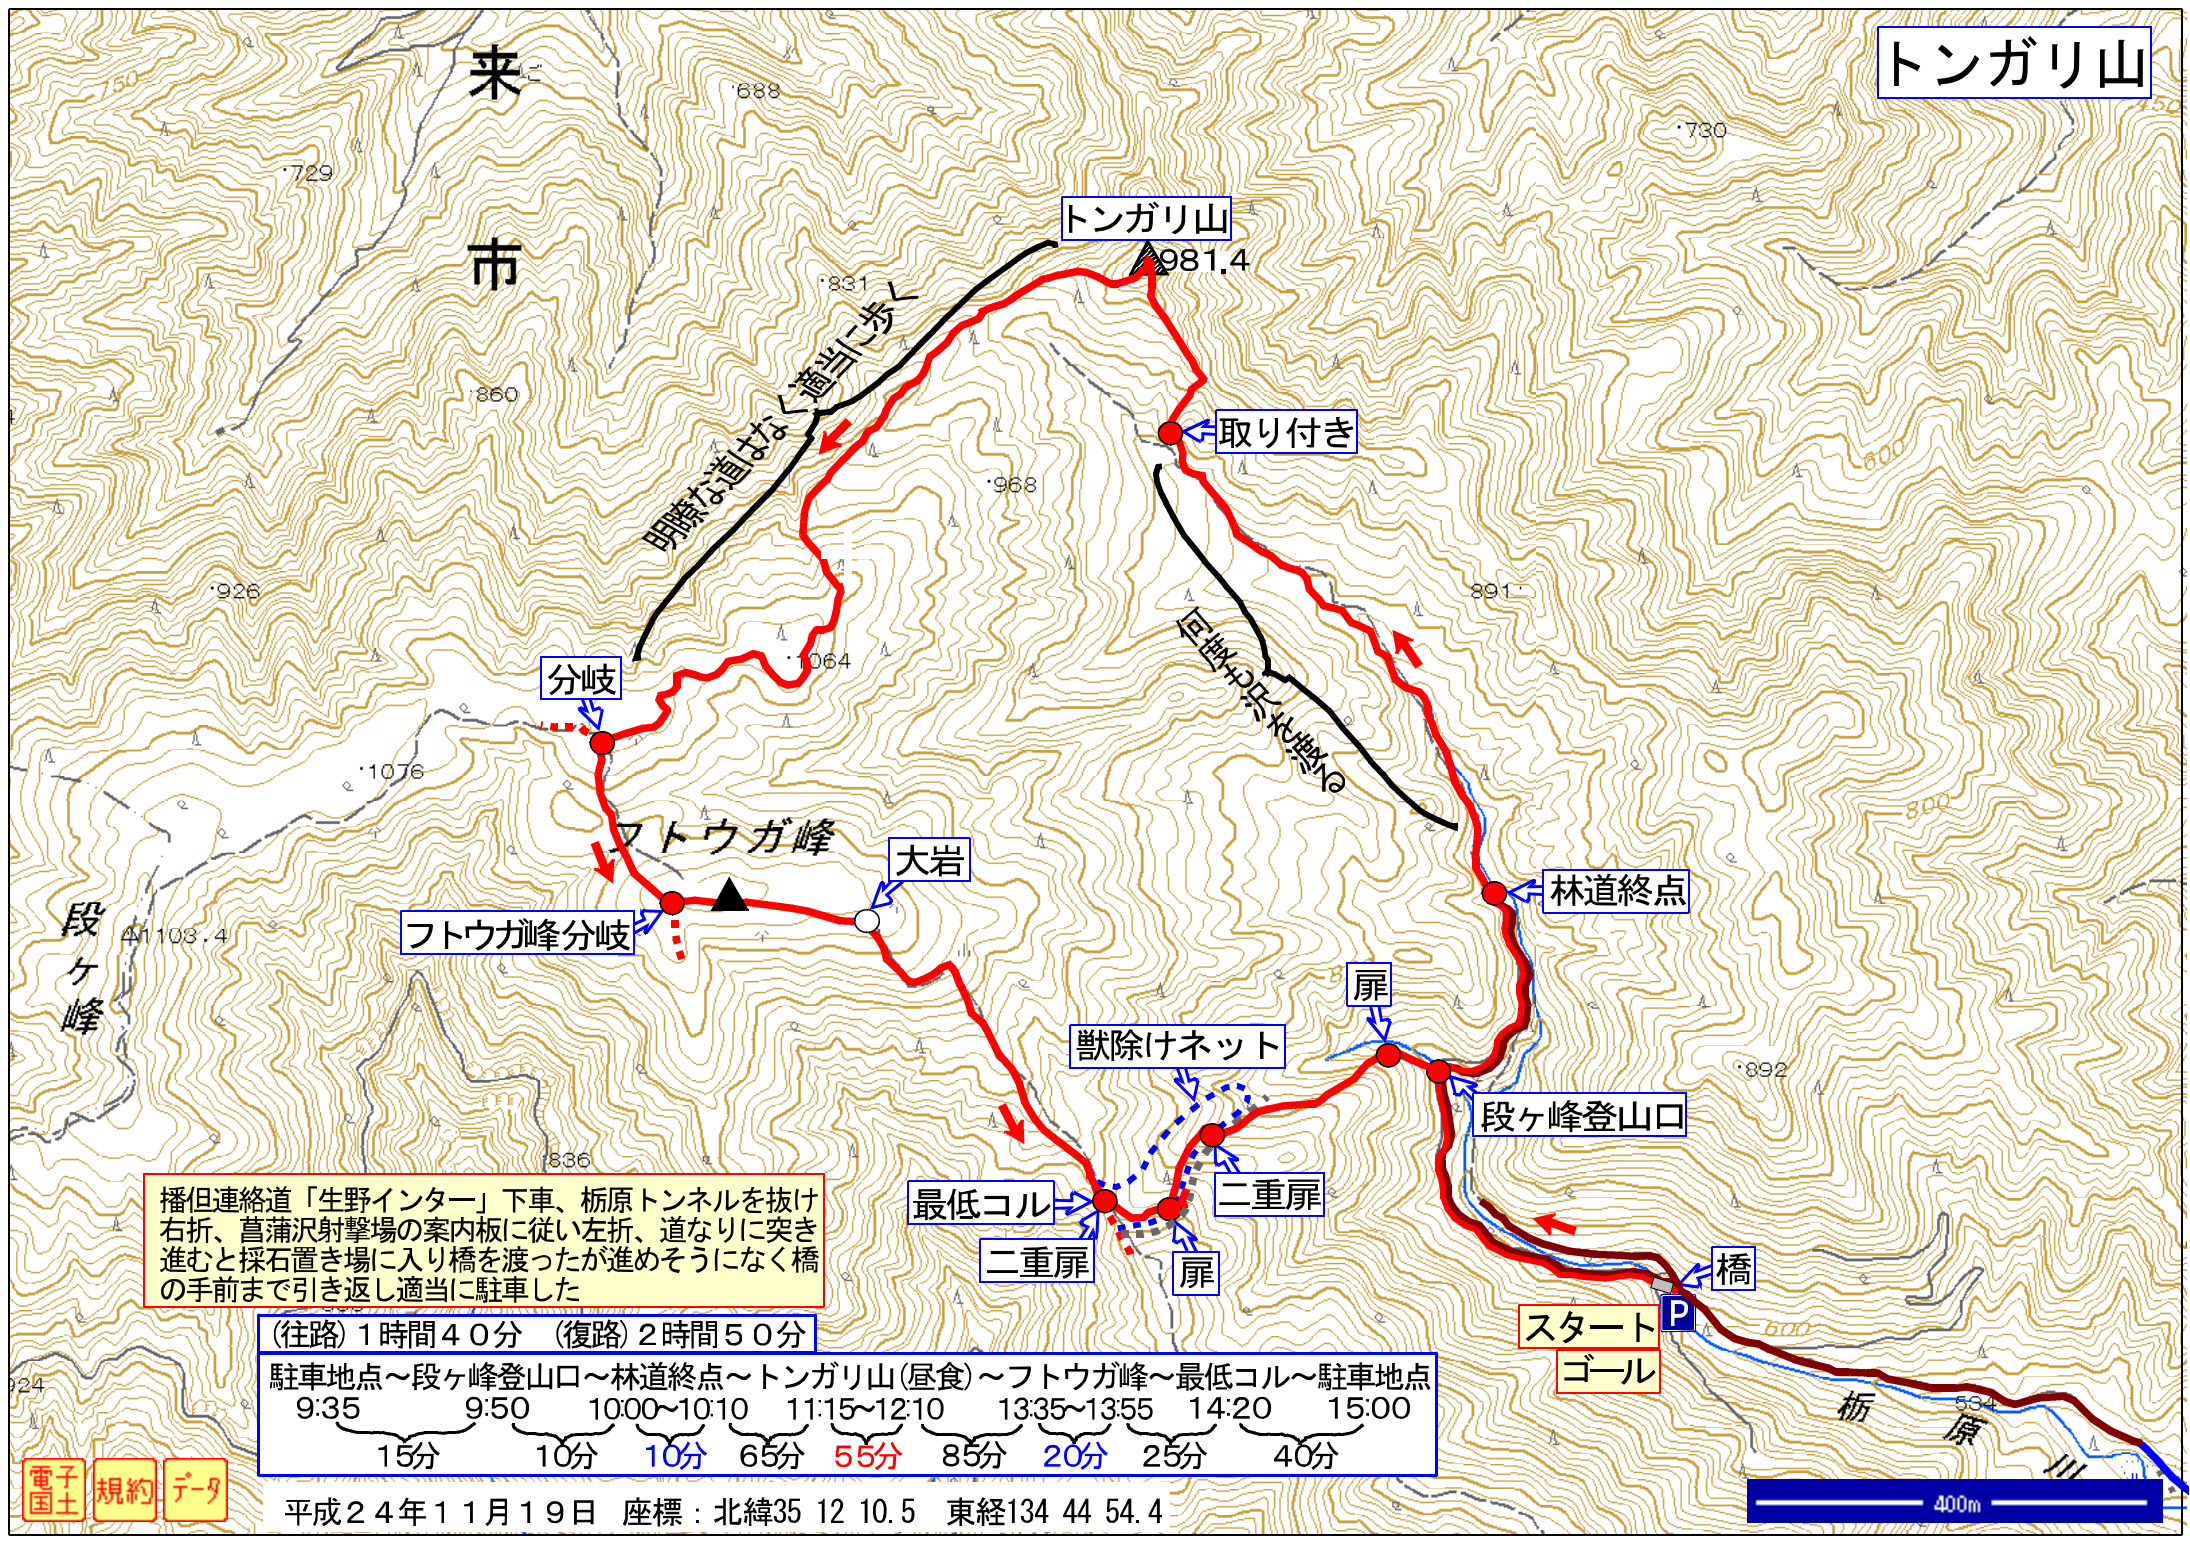 トンガリ山
来
市
750
688
729
730
450
トンガリ山
981.4
831
860
明瞭な道はなく適当に歩く
取り付き
968
600
926
891
何度も沢を渡る
1064
分岐
1076
800
フトウガ峰
大岩
林道終点
フトウガ峰分岐
段ヶ峰
1103.4
扉
獣除けネット
892
段ヶ峰登山口
836
最低コル
二重扉
二重扉
扉
橋
P
スタート
ゴール
600
534
栃原川
播但連絡道「生野インター」下車、栃原トンネルを抜け
右折、菖蒲沢射撃場の案内板に従い左折、道なりに突き
進むと採石置き場に入り橋を渡ったが進めそうになく橋
の手前まで引き返し適当に駐車した
(往路)1時間40分 (復路)2時間50分
駐車地点～段ヶ峰登山口～林道終点～トンガリ山(昼食)～フトウガ峰～最低コル～駐車地点
9:35 9:50 10:00～10:10 11:15～12:10 13:35～13:55 14:20 15:00
15分 10分 10分 65分 55分 85分 20分 25分 40分
924
電子国土
規約
データ
平成24年11月19日 座標：北緯35 12 10.5 東経134 44 54.4
400m